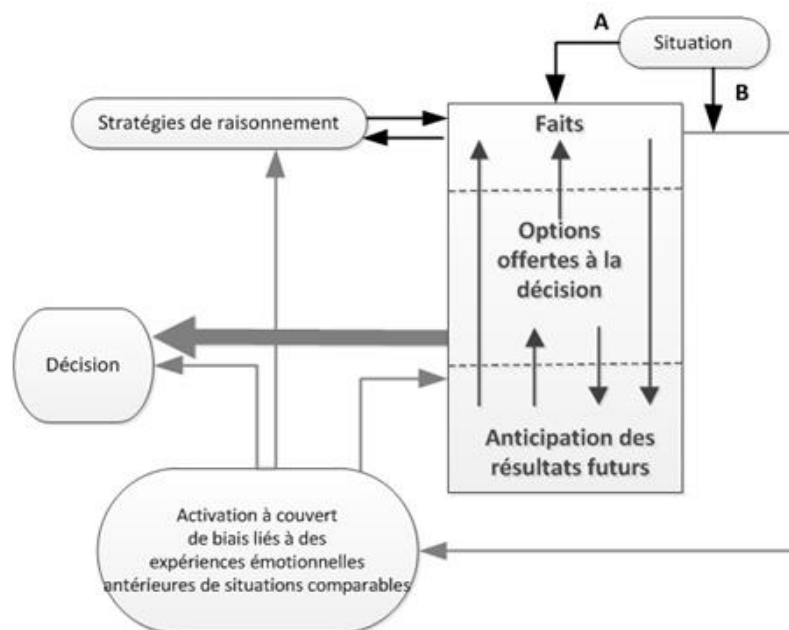 A
Situation
B
Stratégies de raisonnement
Faits
Options
offertes à la
décision
Décision
Anticipation des
résultats futurs
Activation à couvert
de biais liés à des
expériences émotionnelles
antérieures de situations comparables